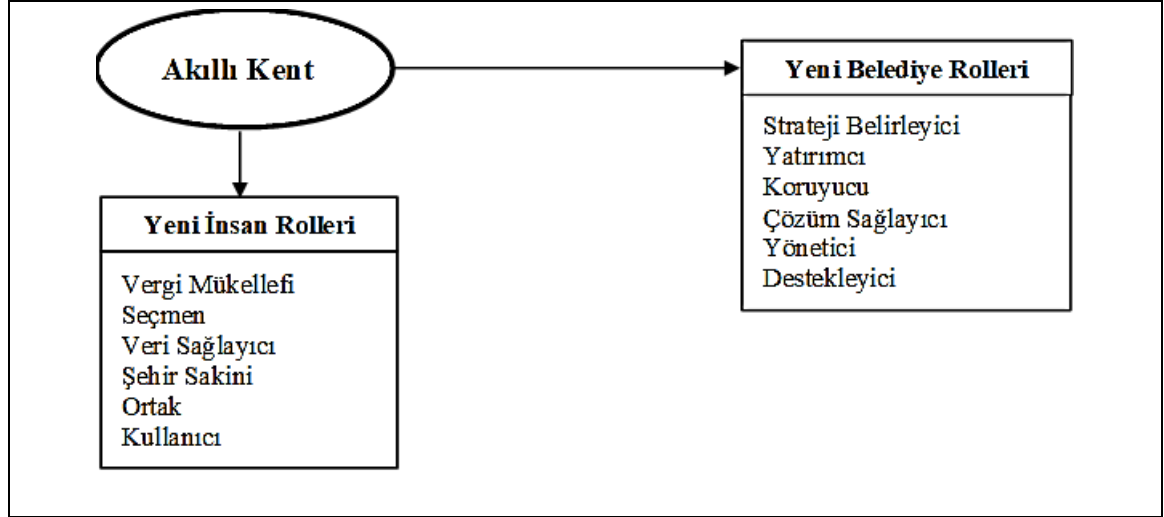 Akıllı Kent
Yeni Belediye Rolleri
Strateji Belirleyici
Yatırımcı
Koruyucu
Çözüm Sağlayıcı
Yönetici
Destekleyici
Yeni İnsan Rolleri
Vergi Mükellefi
Seçmen
Veri Sağlayıcı
Şehir Sakini
Ortak
Kullanıcı